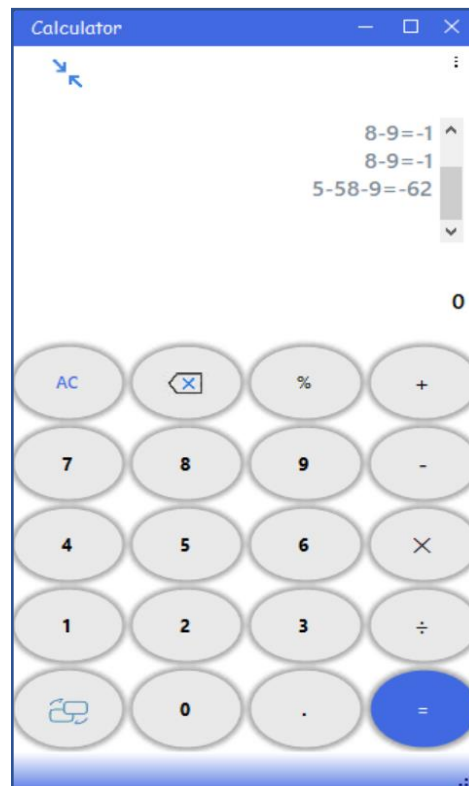 Calculator
8-9=-1
8-9=-1
5-58-9=-62
0
AC % +
7 8 9 -
4 5 6 ×
1 2 3 ÷
0 . =